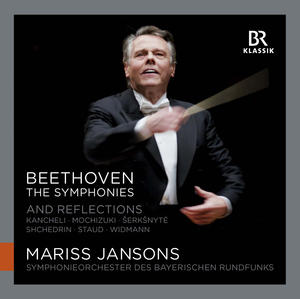 BR
KLASSIK
BEETHOVEN
THE SYMPHONIES
AND REFLECTIONS
KANCHELI · MOCHIZUKI · ŠERKŠNYTĖ
SHCHEDRIN · STAUD · WIDMANN
MARISS JANSONS
SYMPHONIEORCHESTER DES BAYERISCHEN RUNDFUNKS